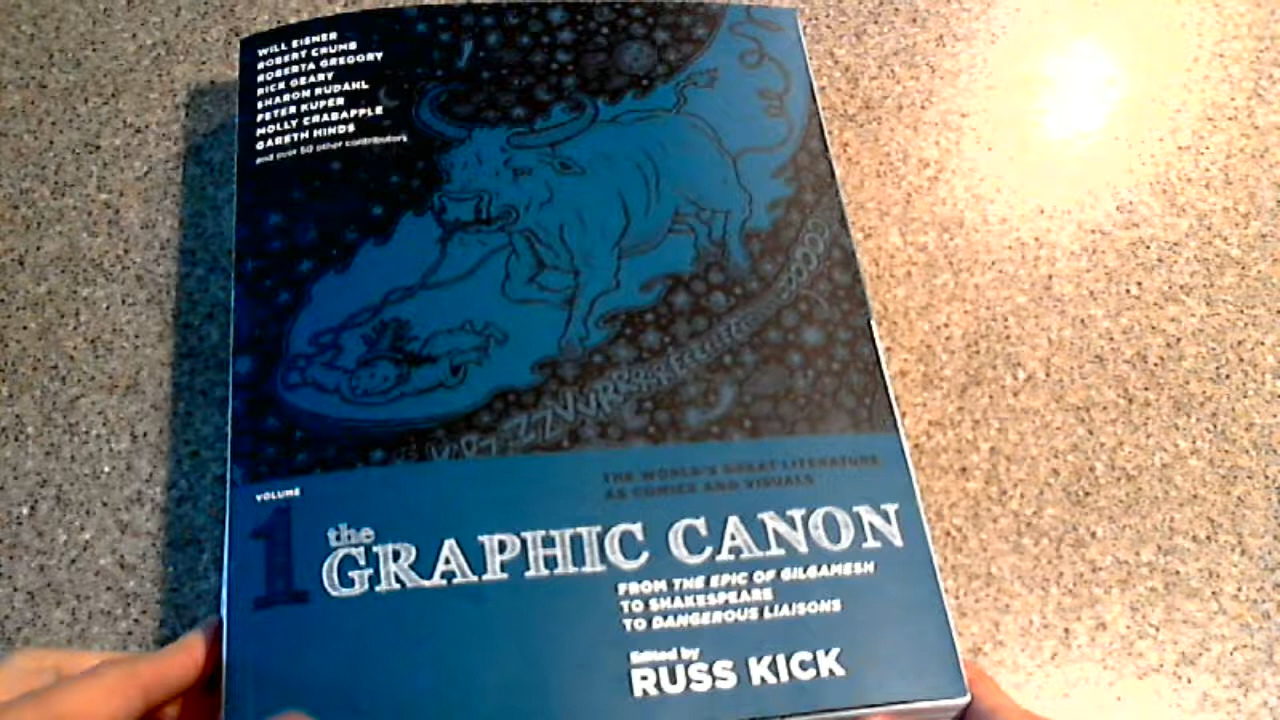 WILL EISNER
ROBERT CRUMB
ROBERTA GREGORY
RICK GEARY
SHARON RUDAHL
PETER KUPER
MOLLY CRABAPPLE
GARETH HINDS
and over 50 other contributors
THE WORLD'S GREAT LITERATURE
AS COMICS AND VISUALS
VOLUME
1
the
GRAPHIC CANON
FROM THE EPIC OF GILGAMESH
TO SHAKESPEARE
TO DANGEROUS LIAISONS
Edited by
RUSS KICK